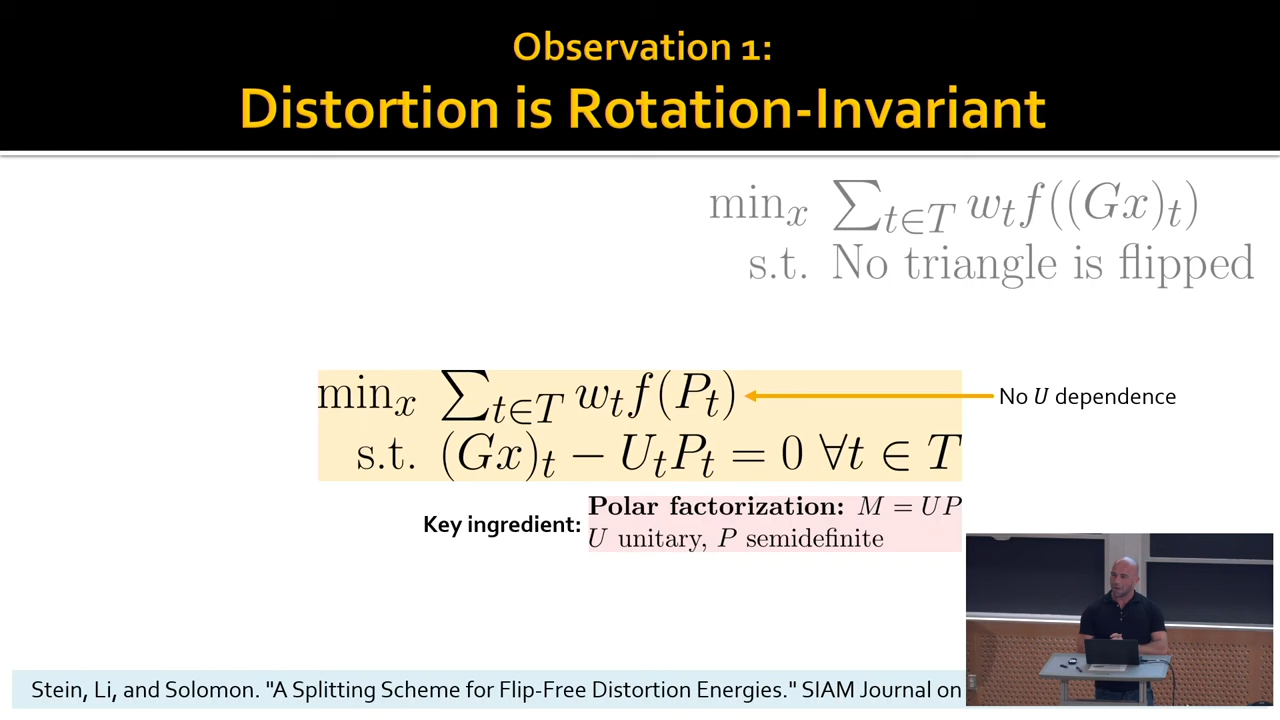 Observation 1:
Distortion is Rotation-Invariant
minₓ ∑ₜ∈T wₜf((Gx)ₜ)
s.t. No triangle is flipped
minₓ ∑ₜ∈T wₜf(Pₜ)
No U dependence
s.t. (Gx)ₜ − UₜPₜ = 0 ∀t ∈ T
Key ingredient:
Polar factorization: M = UP
U unitary, P semidefinite
Stein, Li, and Solomon. "A Splitting Scheme for Flip-Free Distortion Energies." SIAM Journal on